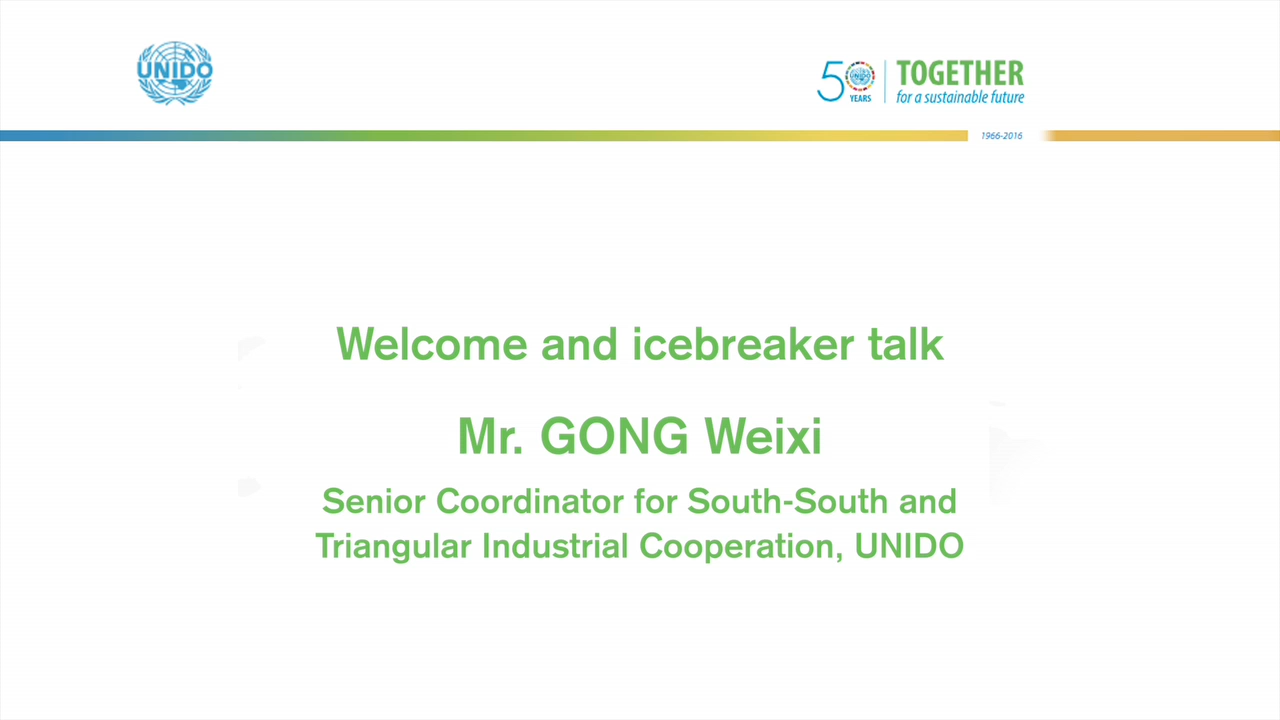 UNIDO
50 YEARS
UNIDO
TOGETHER
for a sustainable future
1966-2016
Welcome and icebreaker talk
Mr. GONG Weixi
Senior Coordinator for South-South and
Triangular Industrial Cooperation, UNIDO